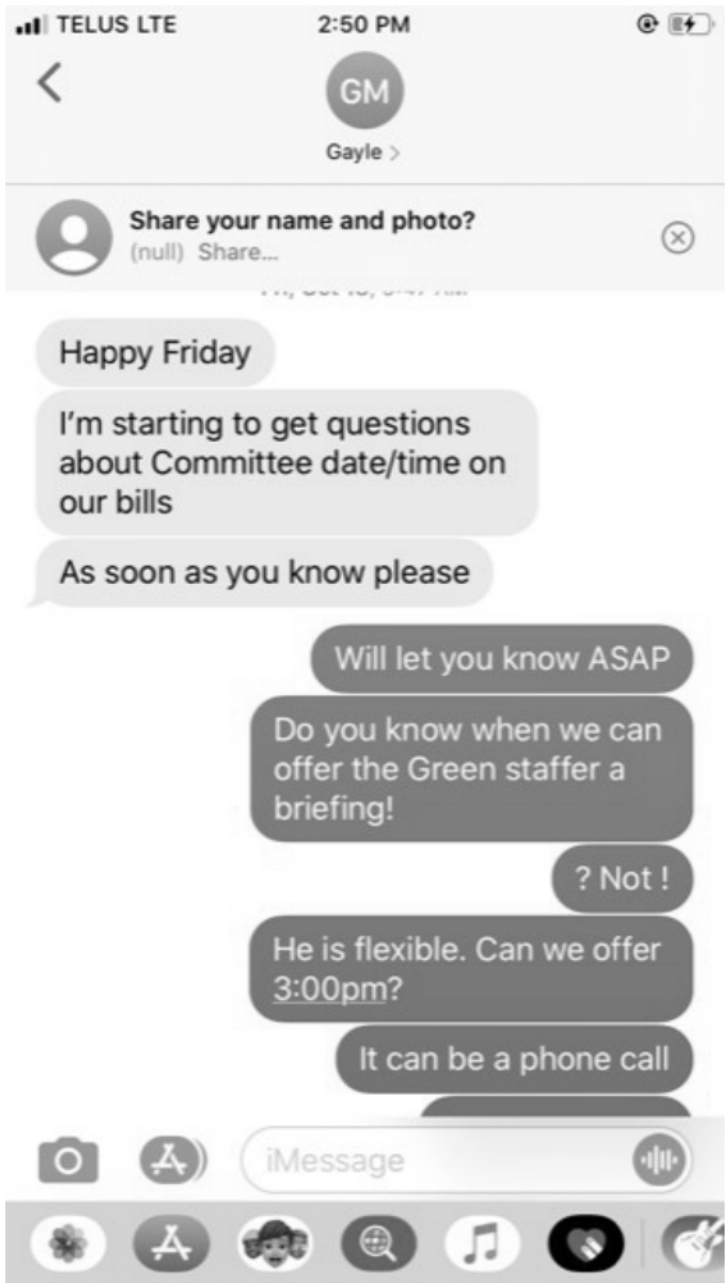 TELUS LTE 2:50 PM
GM
Gayle >
Share your name and photo?
(null) Share...
Happy Friday
I'm starting to get questions
about Committee date/time on
our bills
As soon as you know please
Will let you know ASAP
Do you know when we can
offer the Green staffer a
briefing!
? Not !
He is flexible. Can we offer
3:00pm?
It can be a phone call
iMessage